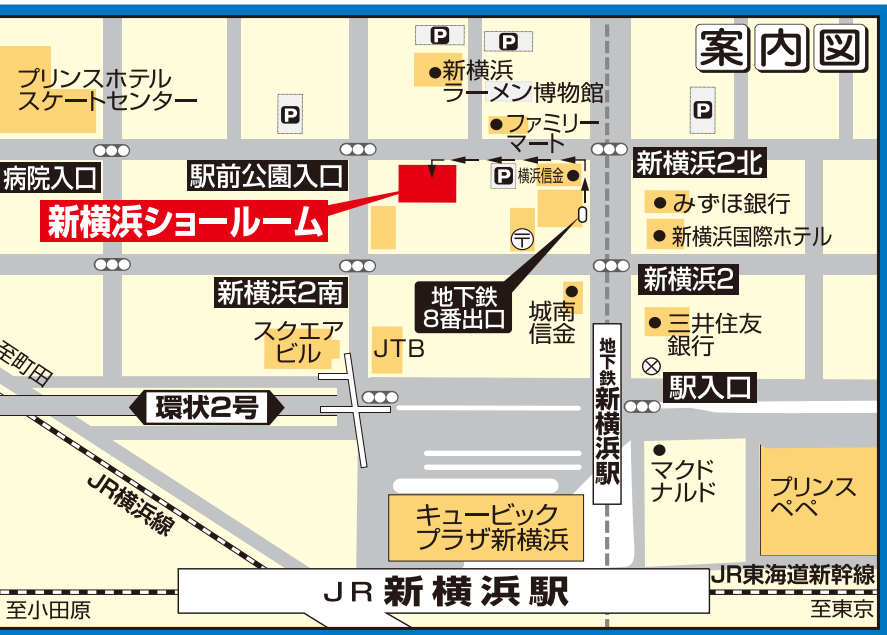 案内図
P
P
新横浜
ラーメン博物館
プリンスホテル
スケートセンター
P
P
ファミリー
マート
病院入口
駅前公園入口
新横浜2北
P
横浜信金
新横浜ショールーム
みずほ銀行
新横浜国際ホテル
〒
新横浜2南
地下鉄
8番出口
新横浜2
城南
信金
スクエア
ビル
JTB
三井住友
銀行
至町田
駅入口
環状2号
地下鉄新横浜駅
マクド
ナルド
プリンス
ペペ
JR横浜線
キュービック
プラザ新横浜
JR新横浜駅
JR東海道新幹線
至小田原
至東京